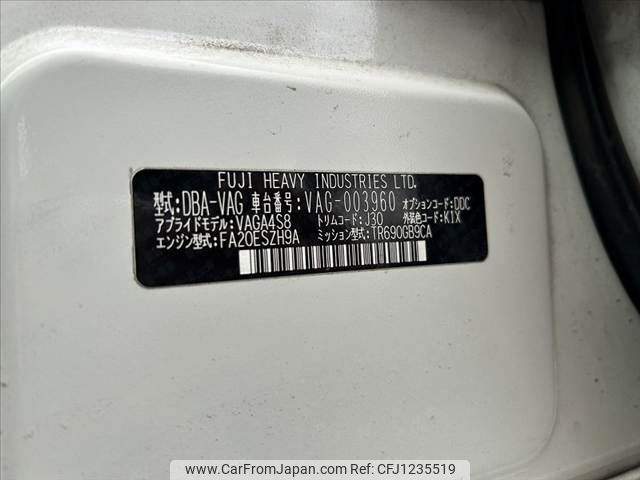 FUJI HEAVY INDUSTRIES LTD.
型式:DBA-VAG 車台番号:VAG-003960 オプションコード:DDC
アプライドモデル:VAGA4S8 トリムコード:J30 外装色コード:K1X
エンジン型式:FA20ESZH9A ミッション型式:TR690GB9CA
© CAR FROM JAPAN
www.carfromjapan.com - Ref. CFJ1235519